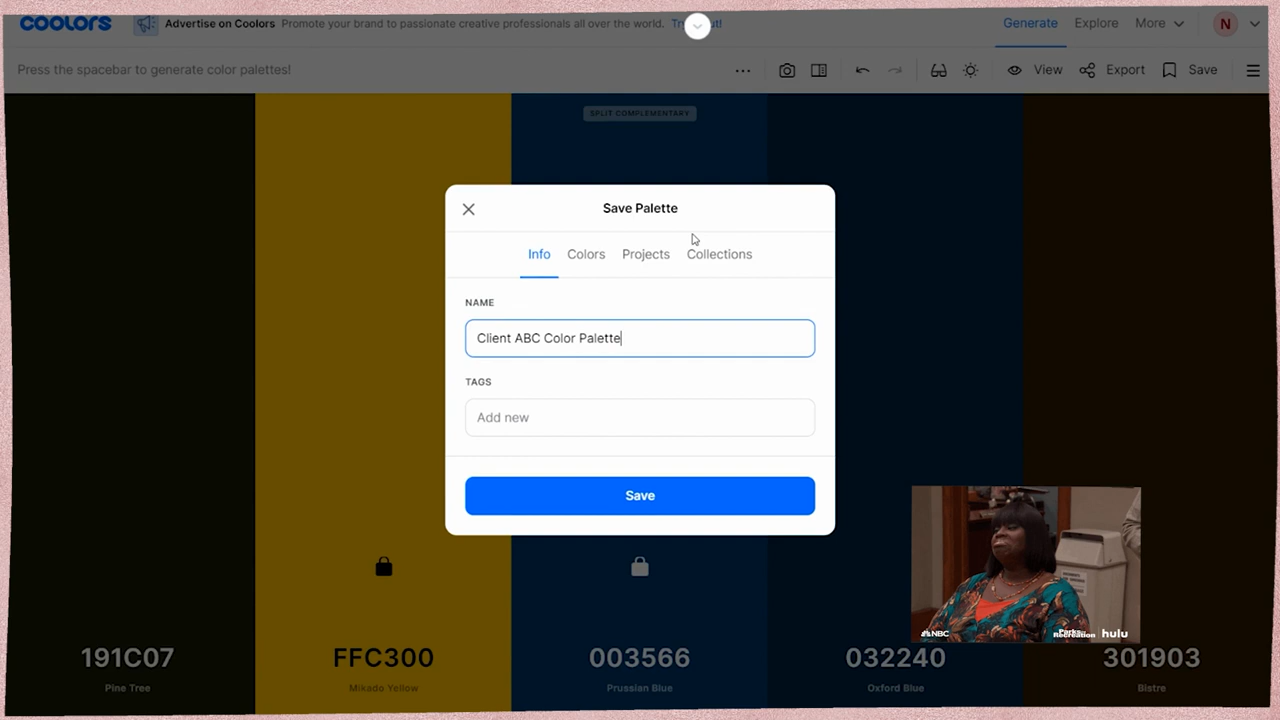 coolors Advertise on Coolors Promote your brand to passionate creative professionals all over the world. Generate Explore More N
Press the spacebar to generate color palettes! View Export Save
SPLIT COMPLEMENTARY
Save Palette
Info Colors Projects Collections
NAME
Client ABC Color Palette
TAGS
Add new
Save
NBC Parks and Recreation hulu
191C07 FFC300 003566 032240 301903
Pine Tree Mikado Yellow Prussian Blue Oxford Blue Bistre